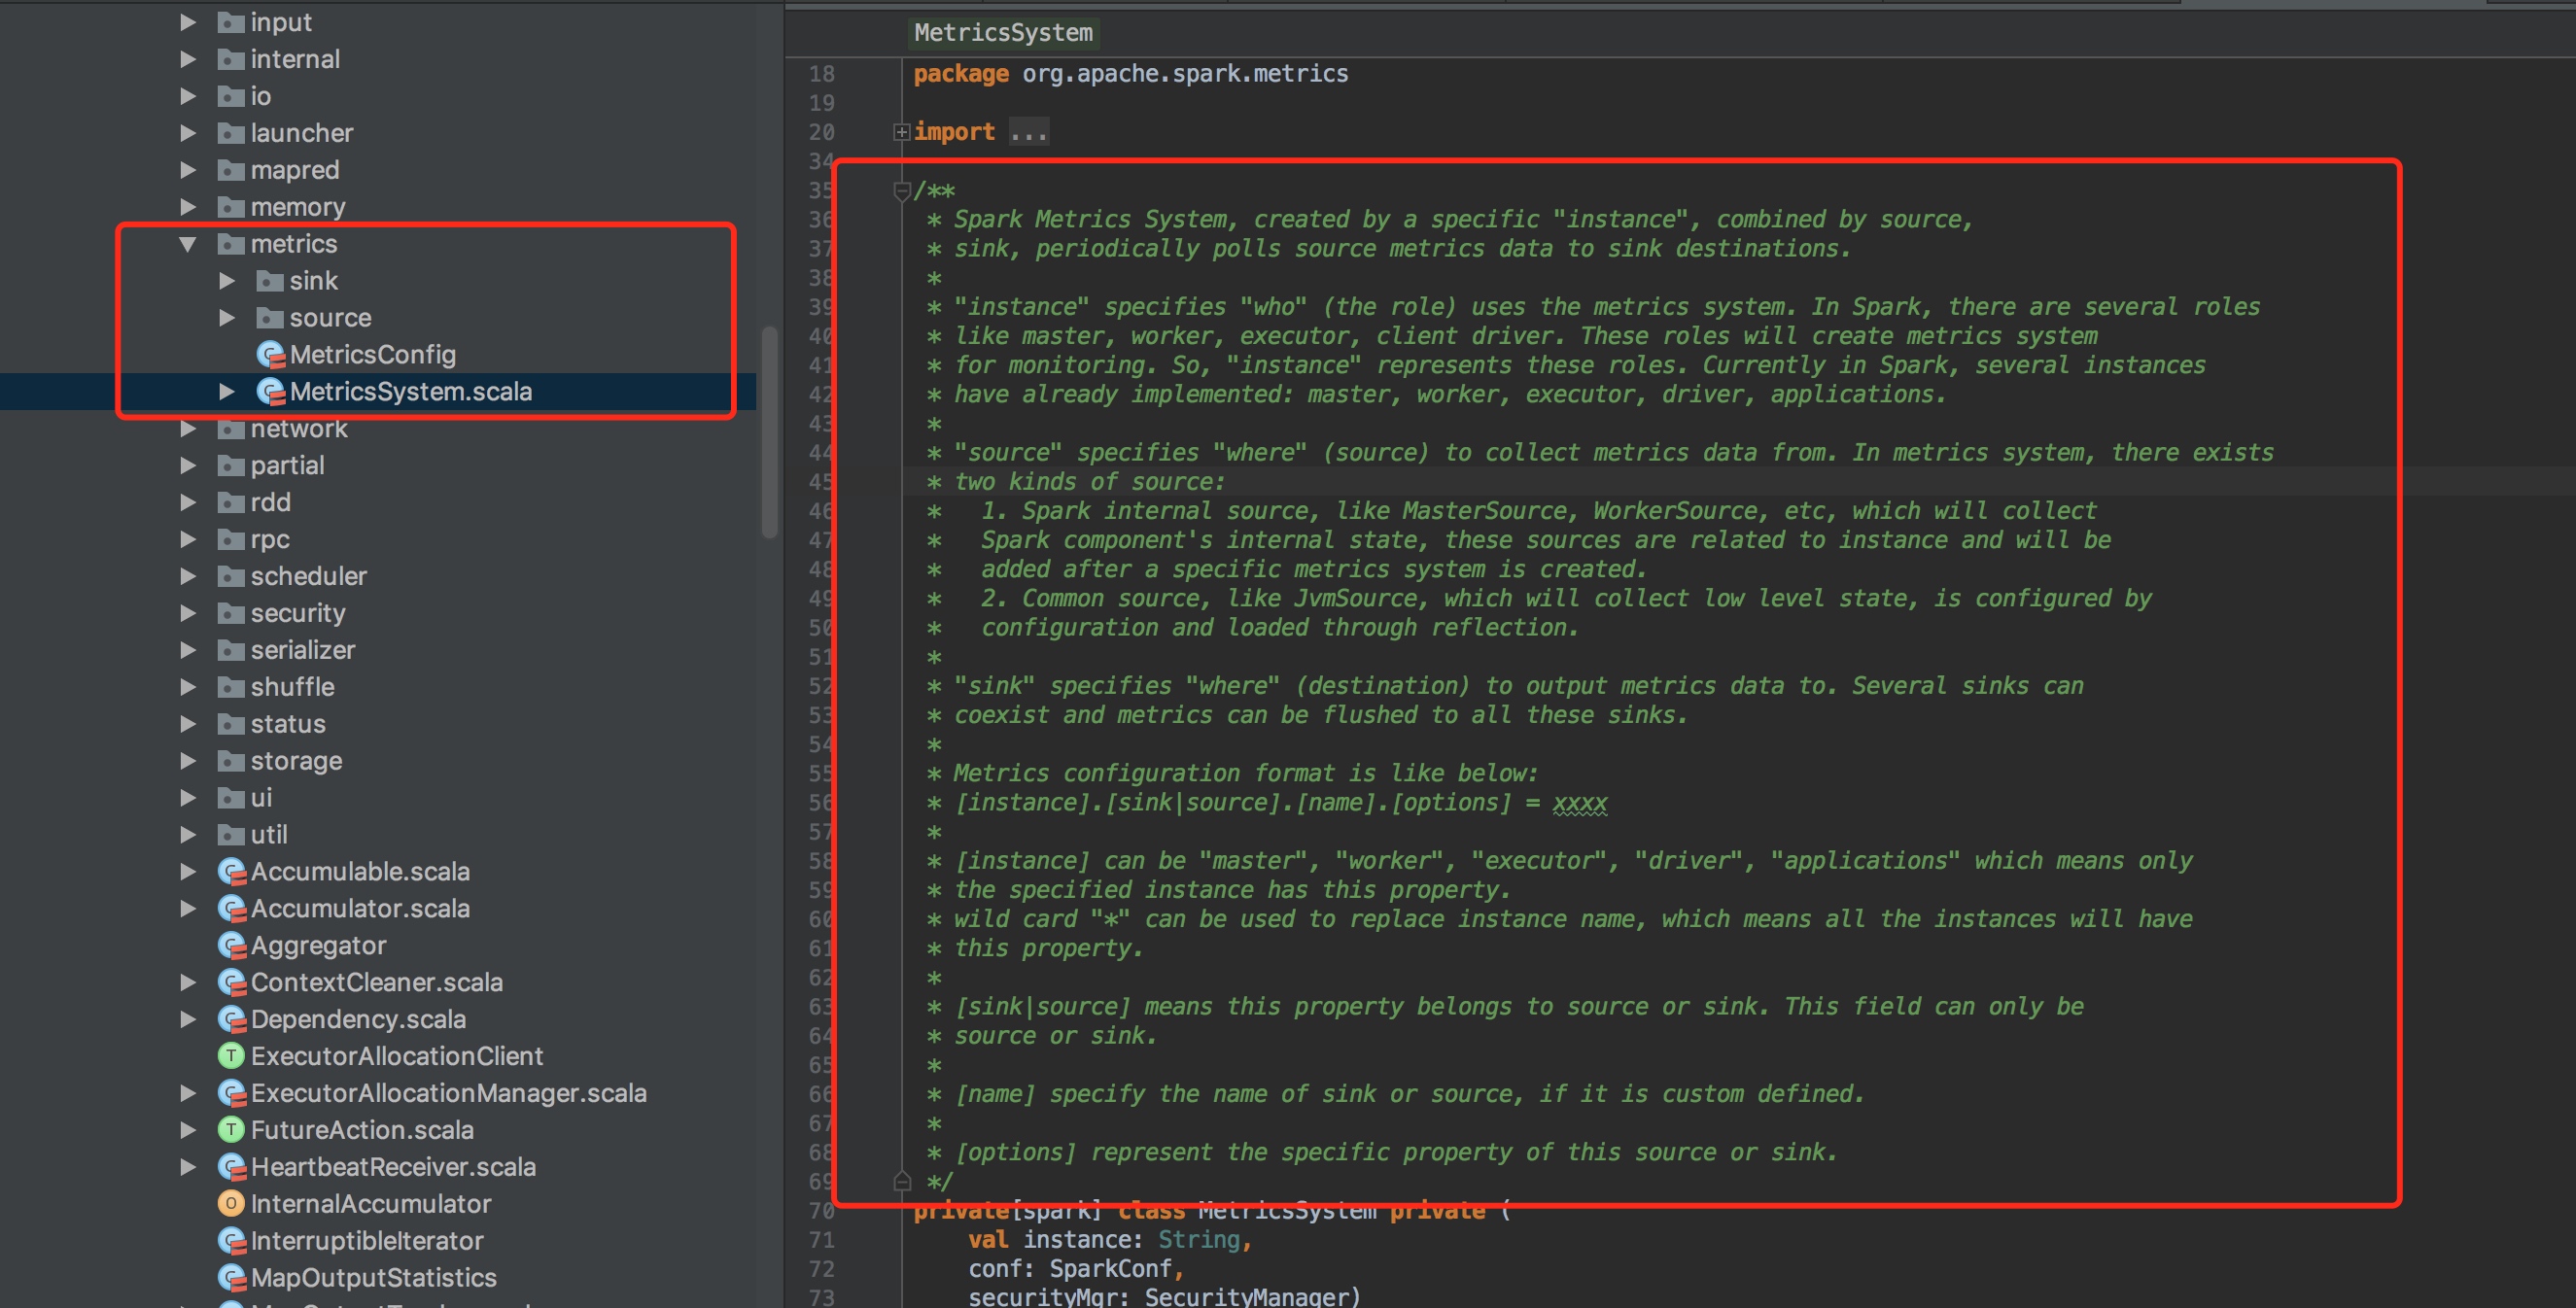 input
internal
io
launcher
mapred
memory
metrics
sink
source
MetricsConfig
MetricsSystem.scala
network
partial
rdd
rpc
scheduler
security
serializer
shuffle
status
storage
ui
util
Accumulable.scala
Accumulator.scala
Aggregator
ContextCleaner.scala
Dependency.scala
ExecutorAllocationClient
ExecutorAllocationManager.scala
FutureAction.scala
HeartbeatReceiver.scala
InternalAccumulator
InterruptibleIterator
MapOutputStatistics
MetricsSystem
18 package org.apache.spark.metrics
19
20 import ...
34
35 /**
36 * Spark Metrics System, created by a specific "instance", combined by source,
37 * sink, periodically polls source metrics data to sink destinations.
38 *
39 * "instance" specifies "who" (the role) uses the metrics system. In Spark, there are several roles
40 * like master, worker, executor, client driver. These roles will create metrics system
41 * for monitoring. So, "instance" represents these roles. Currently in Spark, several instances
42 * have already implemented: master, worker, executor, driver, applications.
43 *
44 * "source" specifies "where" (source) to collect metrics data from. In metrics system, there exists
45 * two kinds of source:
46 * 1. Spark internal source, like MasterSource, WorkerSource, etc, which will collect
47 * Spark component's internal state, these sources are related to instance and will be
48 * added after a specific metrics system is created.
49 * 2. Common source, like JvmSource, which will collect low level state, is configured by
50 * configuration and loaded through reflection.
51 *
52 * "sink" specifies "where" (destination) to output metrics data to. Several sinks can
53 * coexist and metrics can be flushed to all these sinks.
54 *
55 * Metrics configuration format is like below:
56 * [instance].[sink|source].[name].[options] = xxxx
57 *
58 * [instance] can be "master", "worker", "executor", "driver", "applications" which means only
59 * the specified instance has this property.
60 * wild card "*" can be used to replace instance name, which means all the instances will have
61 * this property.
62 *
63 * [sink|source] means this property belongs to source or sink. This field can only be
64 * source or sink.
65 *
66 * [name] specify the name of sink or source, if it is custom defined.
67 *
68 * [options] represent the specific property of this source or sink.
69 */
70 private[spark] class MetricsSystem private (
71 val instance: String,
72 conf: SparkConf,
73 securityMgr: SecurityManager)